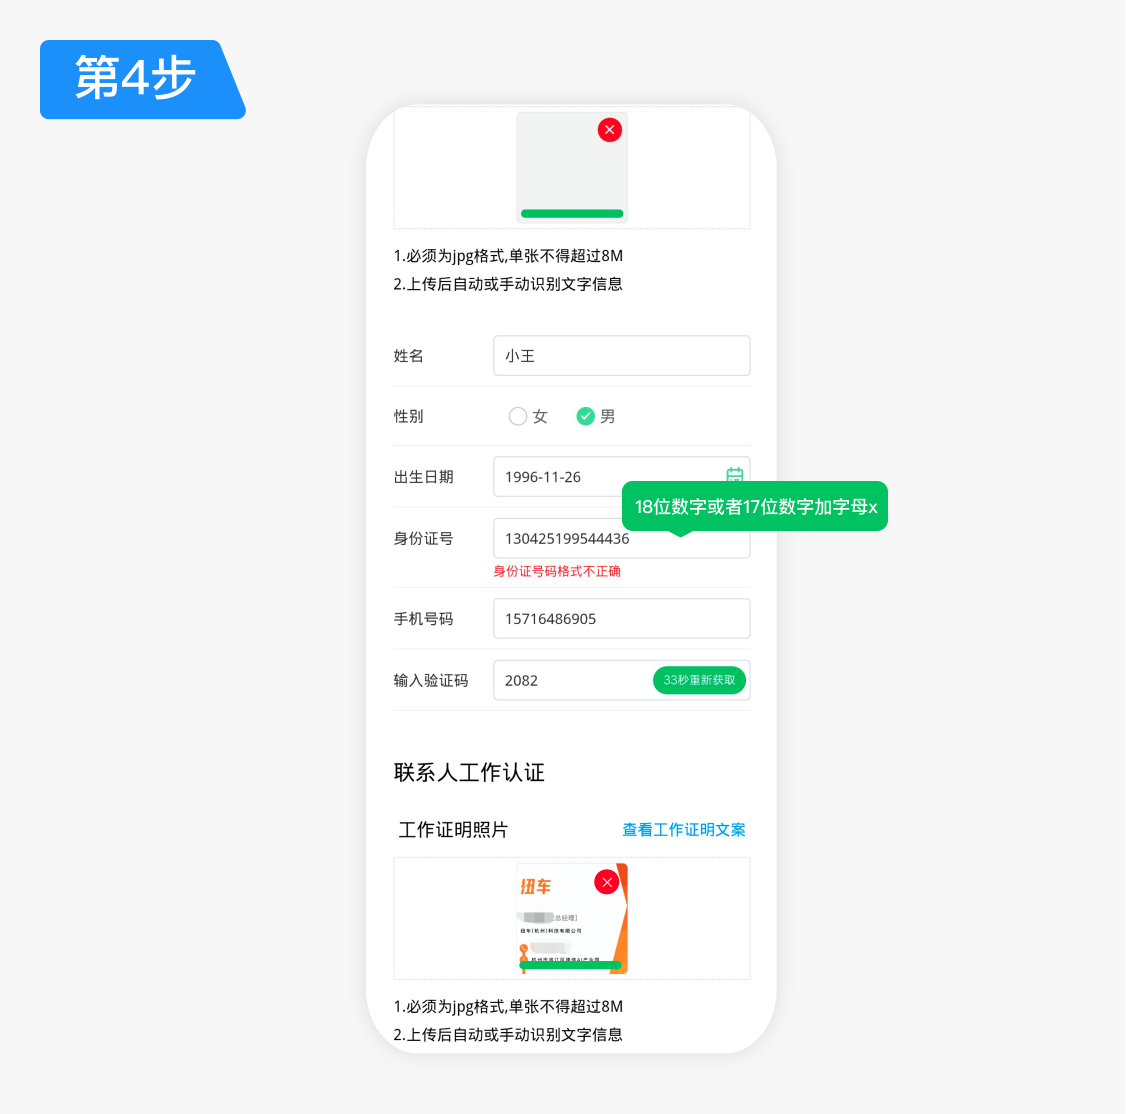 第4步
1.必须为jpg格式,单张不得超过8M
2.上传后自动或手动识别文字信息
姓名 小王
性别 女 男
出生日期 1996-11-26
18位数字或者17位数字加字母x
身份证号 130425199544436
身份证号码格式不正确
手机号码 15716486905
输入验证码 2082 33秒重新获取
联系人工作认证
工作证明照片 查看工作证明文案
纽车
[总经理]
纽车(杭州)科技有限公司
1.必须为jpg格式,单张不得超过8M
2.上传后自动或手动识别文字信息